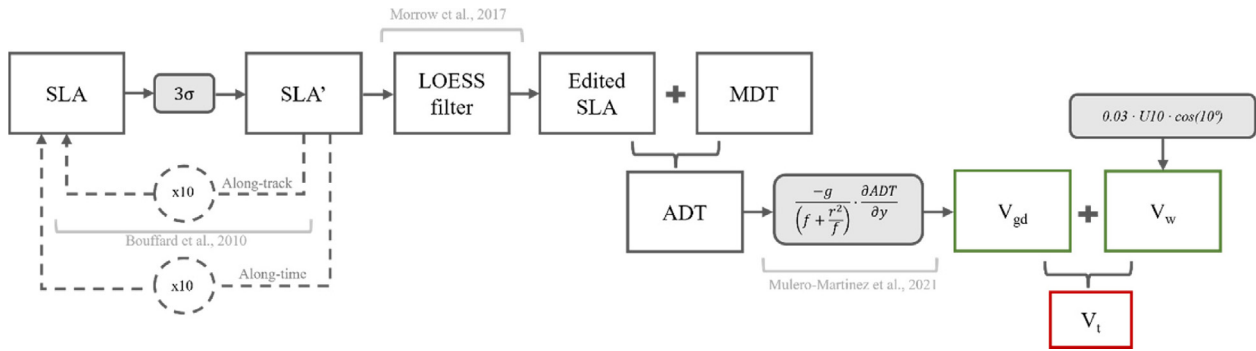 Morrow et al., 2017
SLA
3σ
SLA’
LOESS
filter
Edited
SLA
+
MDT
0.03 · U10 · cos(10º)
x10
Along-track
Bouffard et al., 2010
x10
Along-time
ADT
−g / (f + r²/f) · ∂ADT/∂y
Mulero-Martinez et al., 2021
V_gd
+
V_w
V_t